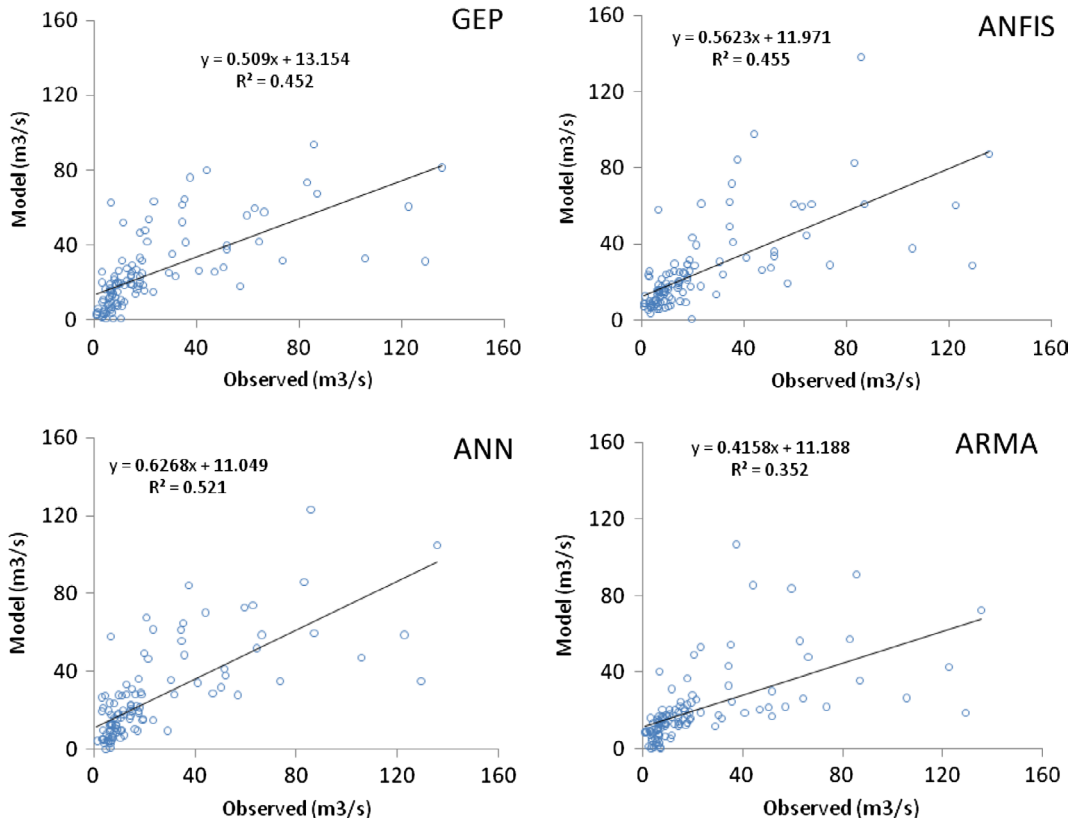 GEP
y = 0.509x + 13.154
R² = 0.452
Model (m3/s)
160
120
80
40
0
0 40 80 120 160
Observed (m3/s)
ANFIS
y = 0.5623x + 11.971
R² = 0.455
Model (m3/s)
160
120
80
40
0
0 40 80 120 160
Observed (m3/s)
ANN
y = 0.6268x + 11.049
R² = 0.521
Model (m3/s)
160
120
80
40
0
0 40 80 120 160
Observed (m3/s)
ARMA
y = 0.4158x + 11.188
R² = 0.352
Model (m3/s)
160
120
80
40
0
0 40 80 120 160
Observed (m3/s)